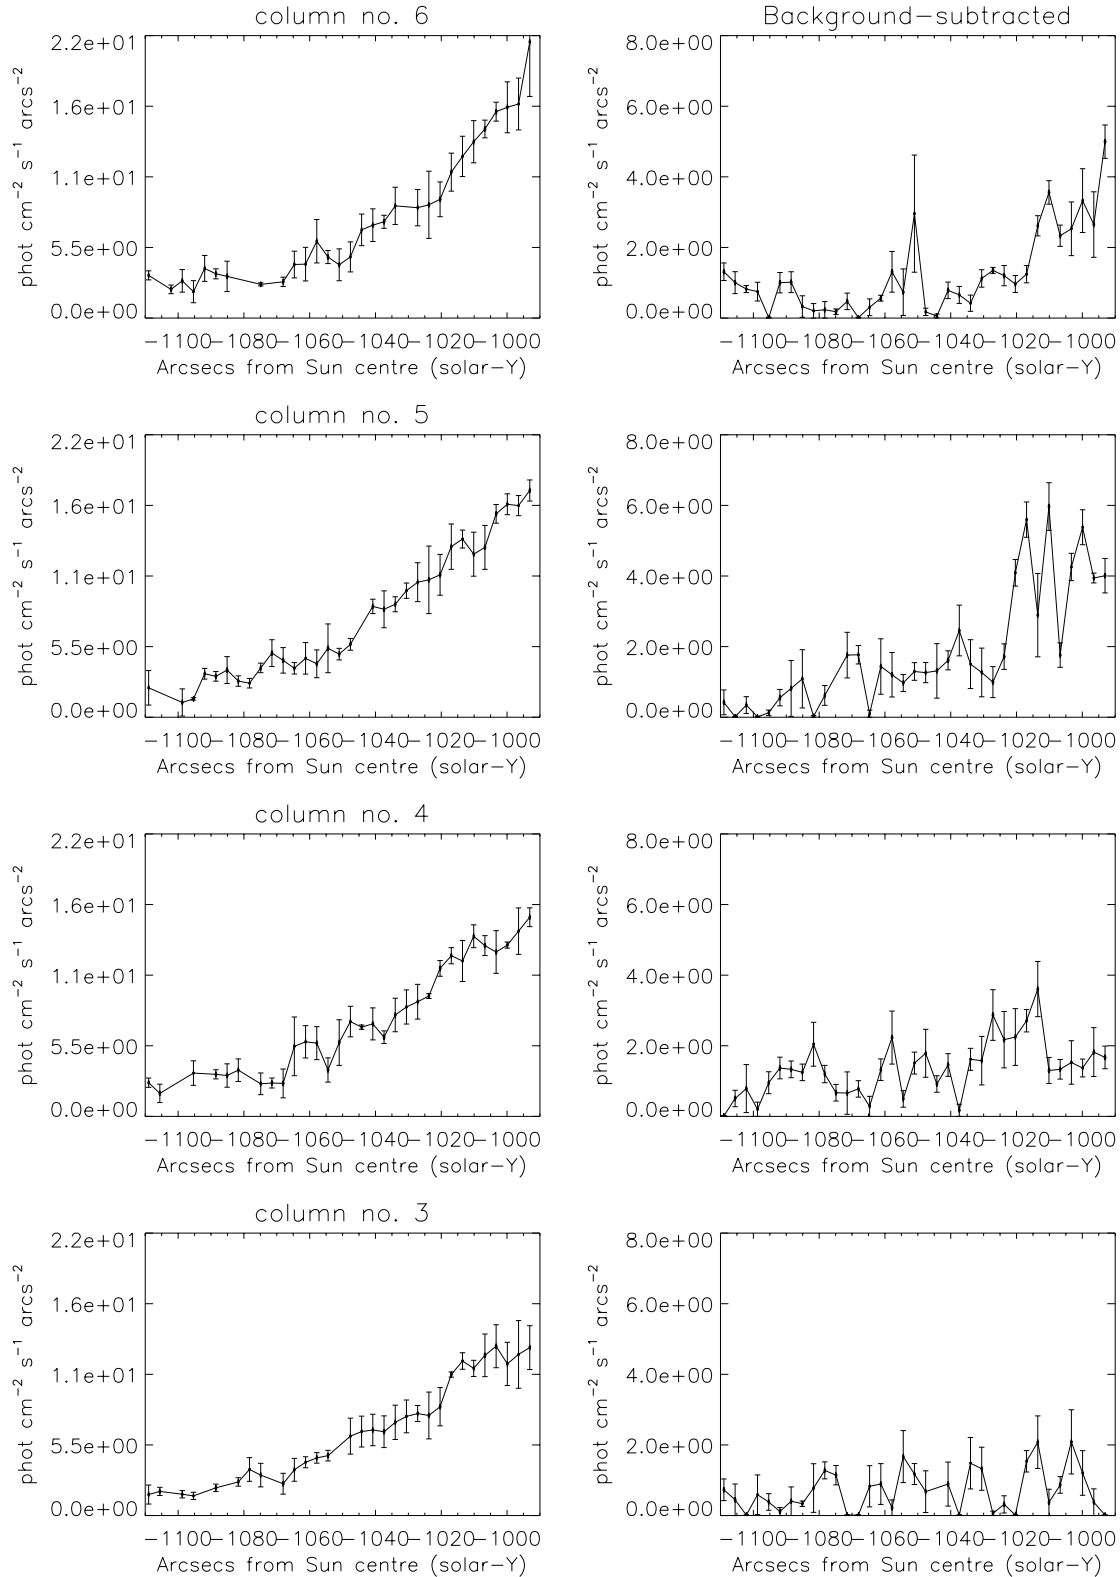 column no. 6
Background-subtracted
2.2e+01
1.6e+01
1.1e+01
5.5e+00
0.0e+00
phot cm⁻² s⁻¹ arcs⁻²
-1100-1080-1060-1040-1020-1000
Arcsecs from Sun centre (solar-Y)
8.0e+00
6.0e+00
4.0e+00
2.0e+00
0.0e+00
phot cm⁻² s⁻¹ arcs⁻²
-1100-1080-1060-1040-1020-1000
Arcsecs from Sun centre (solar-Y)
column no. 5
2.2e+01
1.6e+01
1.1e+01
5.5e+00
0.0e+00
phot cm⁻² s⁻¹ arcs⁻²
-1100-1080-1060-1040-1020-1000
Arcsecs from Sun centre (solar-Y)
8.0e+00
6.0e+00
4.0e+00
2.0e+00
0.0e+00
phot cm⁻² s⁻¹ arcs⁻²
-1100-1080-1060-1040-1020-1000
Arcsecs from Sun centre (solar-Y)
column no. 4
2.2e+01
1.6e+01
1.1e+01
5.5e+00
0.0e+00
phot cm⁻² s⁻¹ arcs⁻²
-1100-1080-1060-1040-1020-1000
Arcsecs from Sun centre (solar-Y)
8.0e+00
6.0e+00
4.0e+00
2.0e+00
0.0e+00
phot cm⁻² s⁻¹ arcs⁻²
-1100-1080-1060-1040-1020-1000
Arcsecs from Sun centre (solar-Y)
column no. 3
2.2e+01
1.6e+01
1.1e+01
5.5e+00
0.0e+00
phot cm⁻² s⁻¹ arcs⁻²
-1100-1080-1060-1040-1020-1000
Arcsecs from Sun centre (solar-Y)
8.0e+00
6.0e+00
4.0e+00
2.0e+00
0.0e+00
phot cm⁻² s⁻¹ arcs⁻²
-1100-1080-1060-1040-1020-1000
Arcsecs from Sun centre (solar-Y)